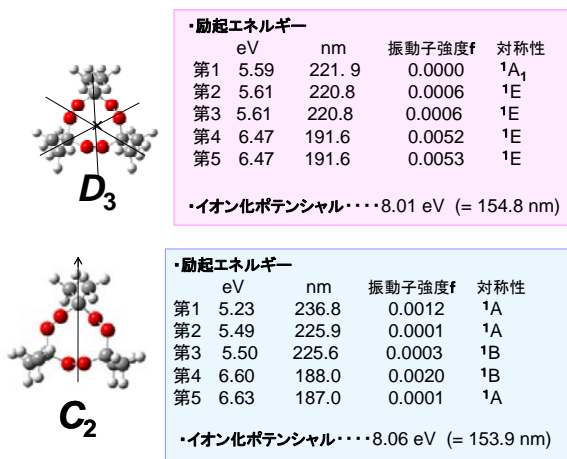 ・励起エネルギー
eV nm 振動子強度f 対称性
第1 5.59 221. 9 0.0000 ¹A₁
第2 5.61 220.8 0.0006 ¹E
第3 5.61 220.8 0.0006 ¹E
第4 6.47 191.6 0.0052 ¹E
第5 6.47 191.6 0.0053 ¹E
・イオン化ポテンシャル・・・・8.01 eV (= 154.8 nm)
D₃
・励起エネルギー
eV nm 振動子強度f 対称性
第1 5.23 236.8 0.0012 ¹A
第2 5.49 225.9 0.0001 ¹A
第3 5.50 225.6 0.0003 ¹B
第4 6.60 188.0 0.0020 ¹B
第5 6.63 187.0 0.0001 ¹A
・イオン化ポテンシャル・・・・8.06 eV (= 153.9 nm)
C₂